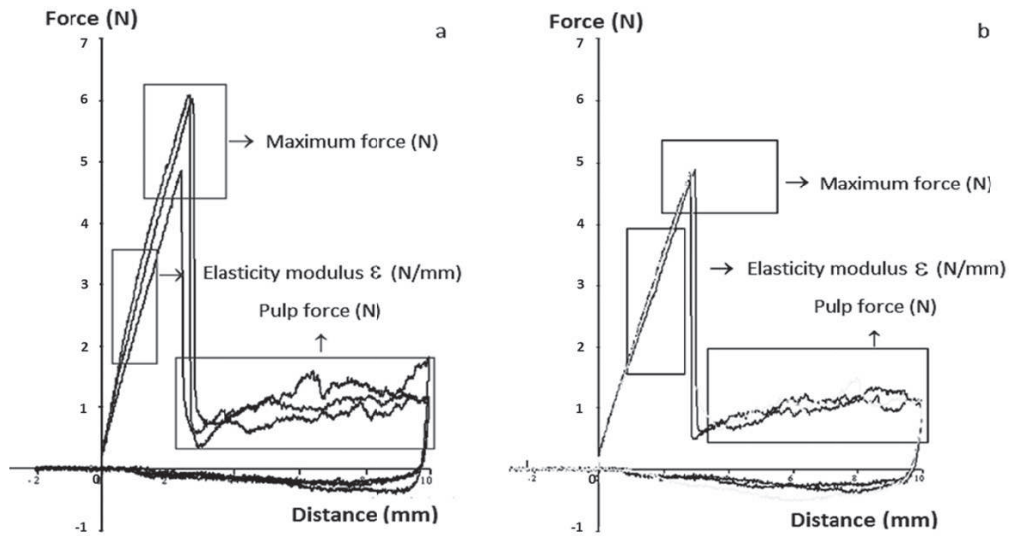 Force (N)
a
7
6
5
4
3
2
1
0
-1
-2
2
4
6
8
10
Maximum force (N)
Elasticity modulus ε (N/mm)
Pulp force (N)
Distance (mm)
Force (N)
b
7
6
5
4
3
2
1
0
-1
-2
2
4
6
8
10
Maximum force (N)
Elasticity modulus ε (N/mm)
Pulp force (N)
Distance (mm)